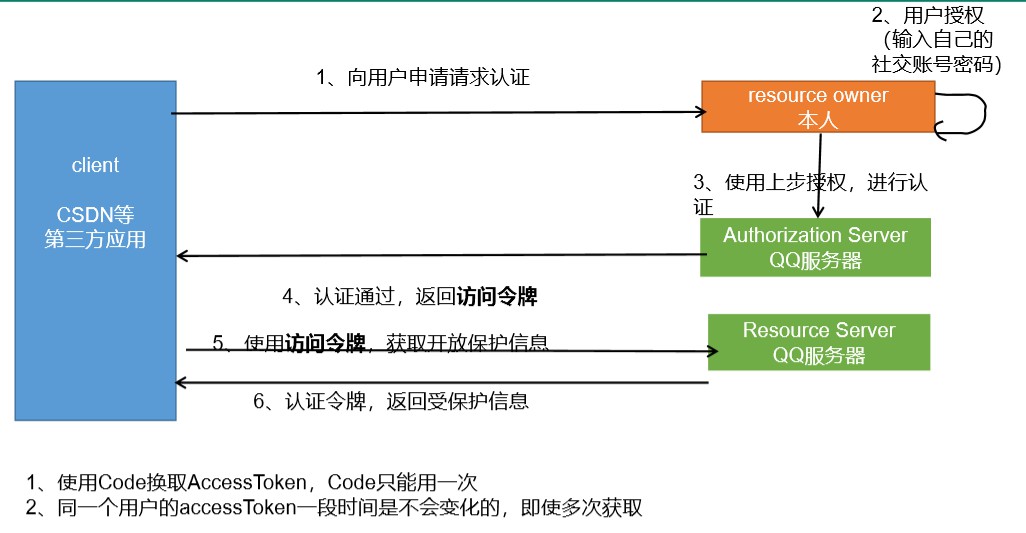 2、用户授权
（输入自己的
社交账号密码）
1、向用户申请请求认证
resource owner
本人
client
CSDN等
第三方应用
3、使用上步授权，进行认
证
Authorization Server
QQ服务器
4、认证通过，返回访问令牌
5、使用访问令牌，获取开放保护信息
Resource Server
QQ服务器
6、认证令牌，返回受保护信息
1、使用Code换取AccessToken，Code只能用一次
2、同一个用户的accessToken一段时间是不会变化的，即使多次获取